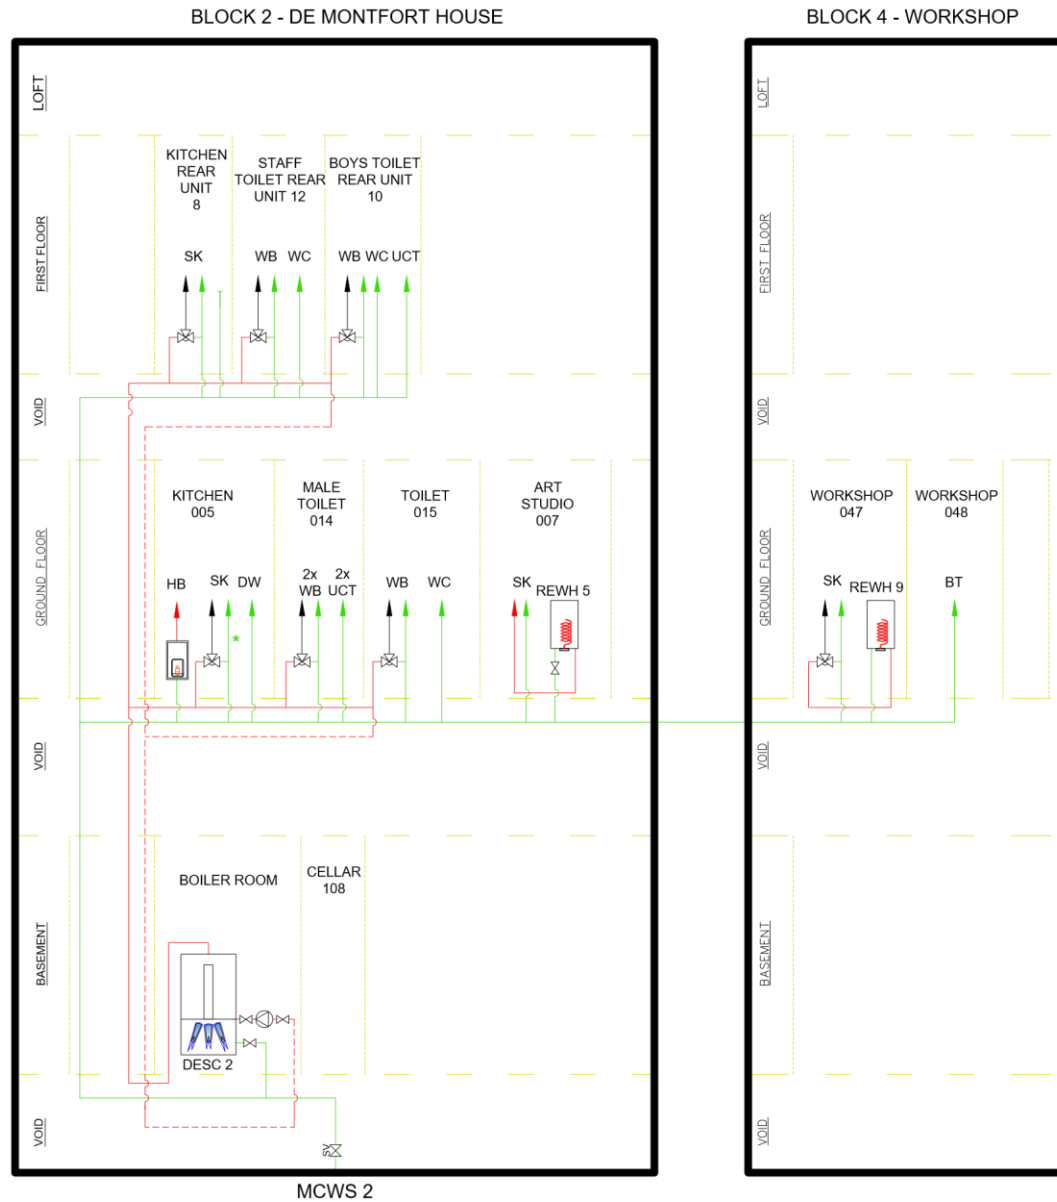 BLOCK 2 - DE MONTFORT HOUSE
BLOCK 4 - WORKSHOP
LOFT
LOFT
FIRST FLOOR
KITCHEN
REAR
UNIT
8
STAFF
TOILET REAR
UNIT 12
BOYS TOILET
REAR UNIT
10
FIRST FLOOR
SK
WB
WC
WB
WC
UCT
VOID
VOID
GROUND FLOOR
KITCHEN
005
MALE
TOILET
014
TOILET
015
ART
STUDIO
007
GROUND FLOOR
WORKSHOP
047
WORKSHOP
048
HB
SK
DW
*
2x
WB
2x
UCT
WB
WC
SK
REWH 5
SK
REWH 9
BT
VOID
VOID
BASEMENT
BOILER ROOM
CELLAR
108
BASEMENT
DESC 2
VOID
SV
VOID
MCWS 2